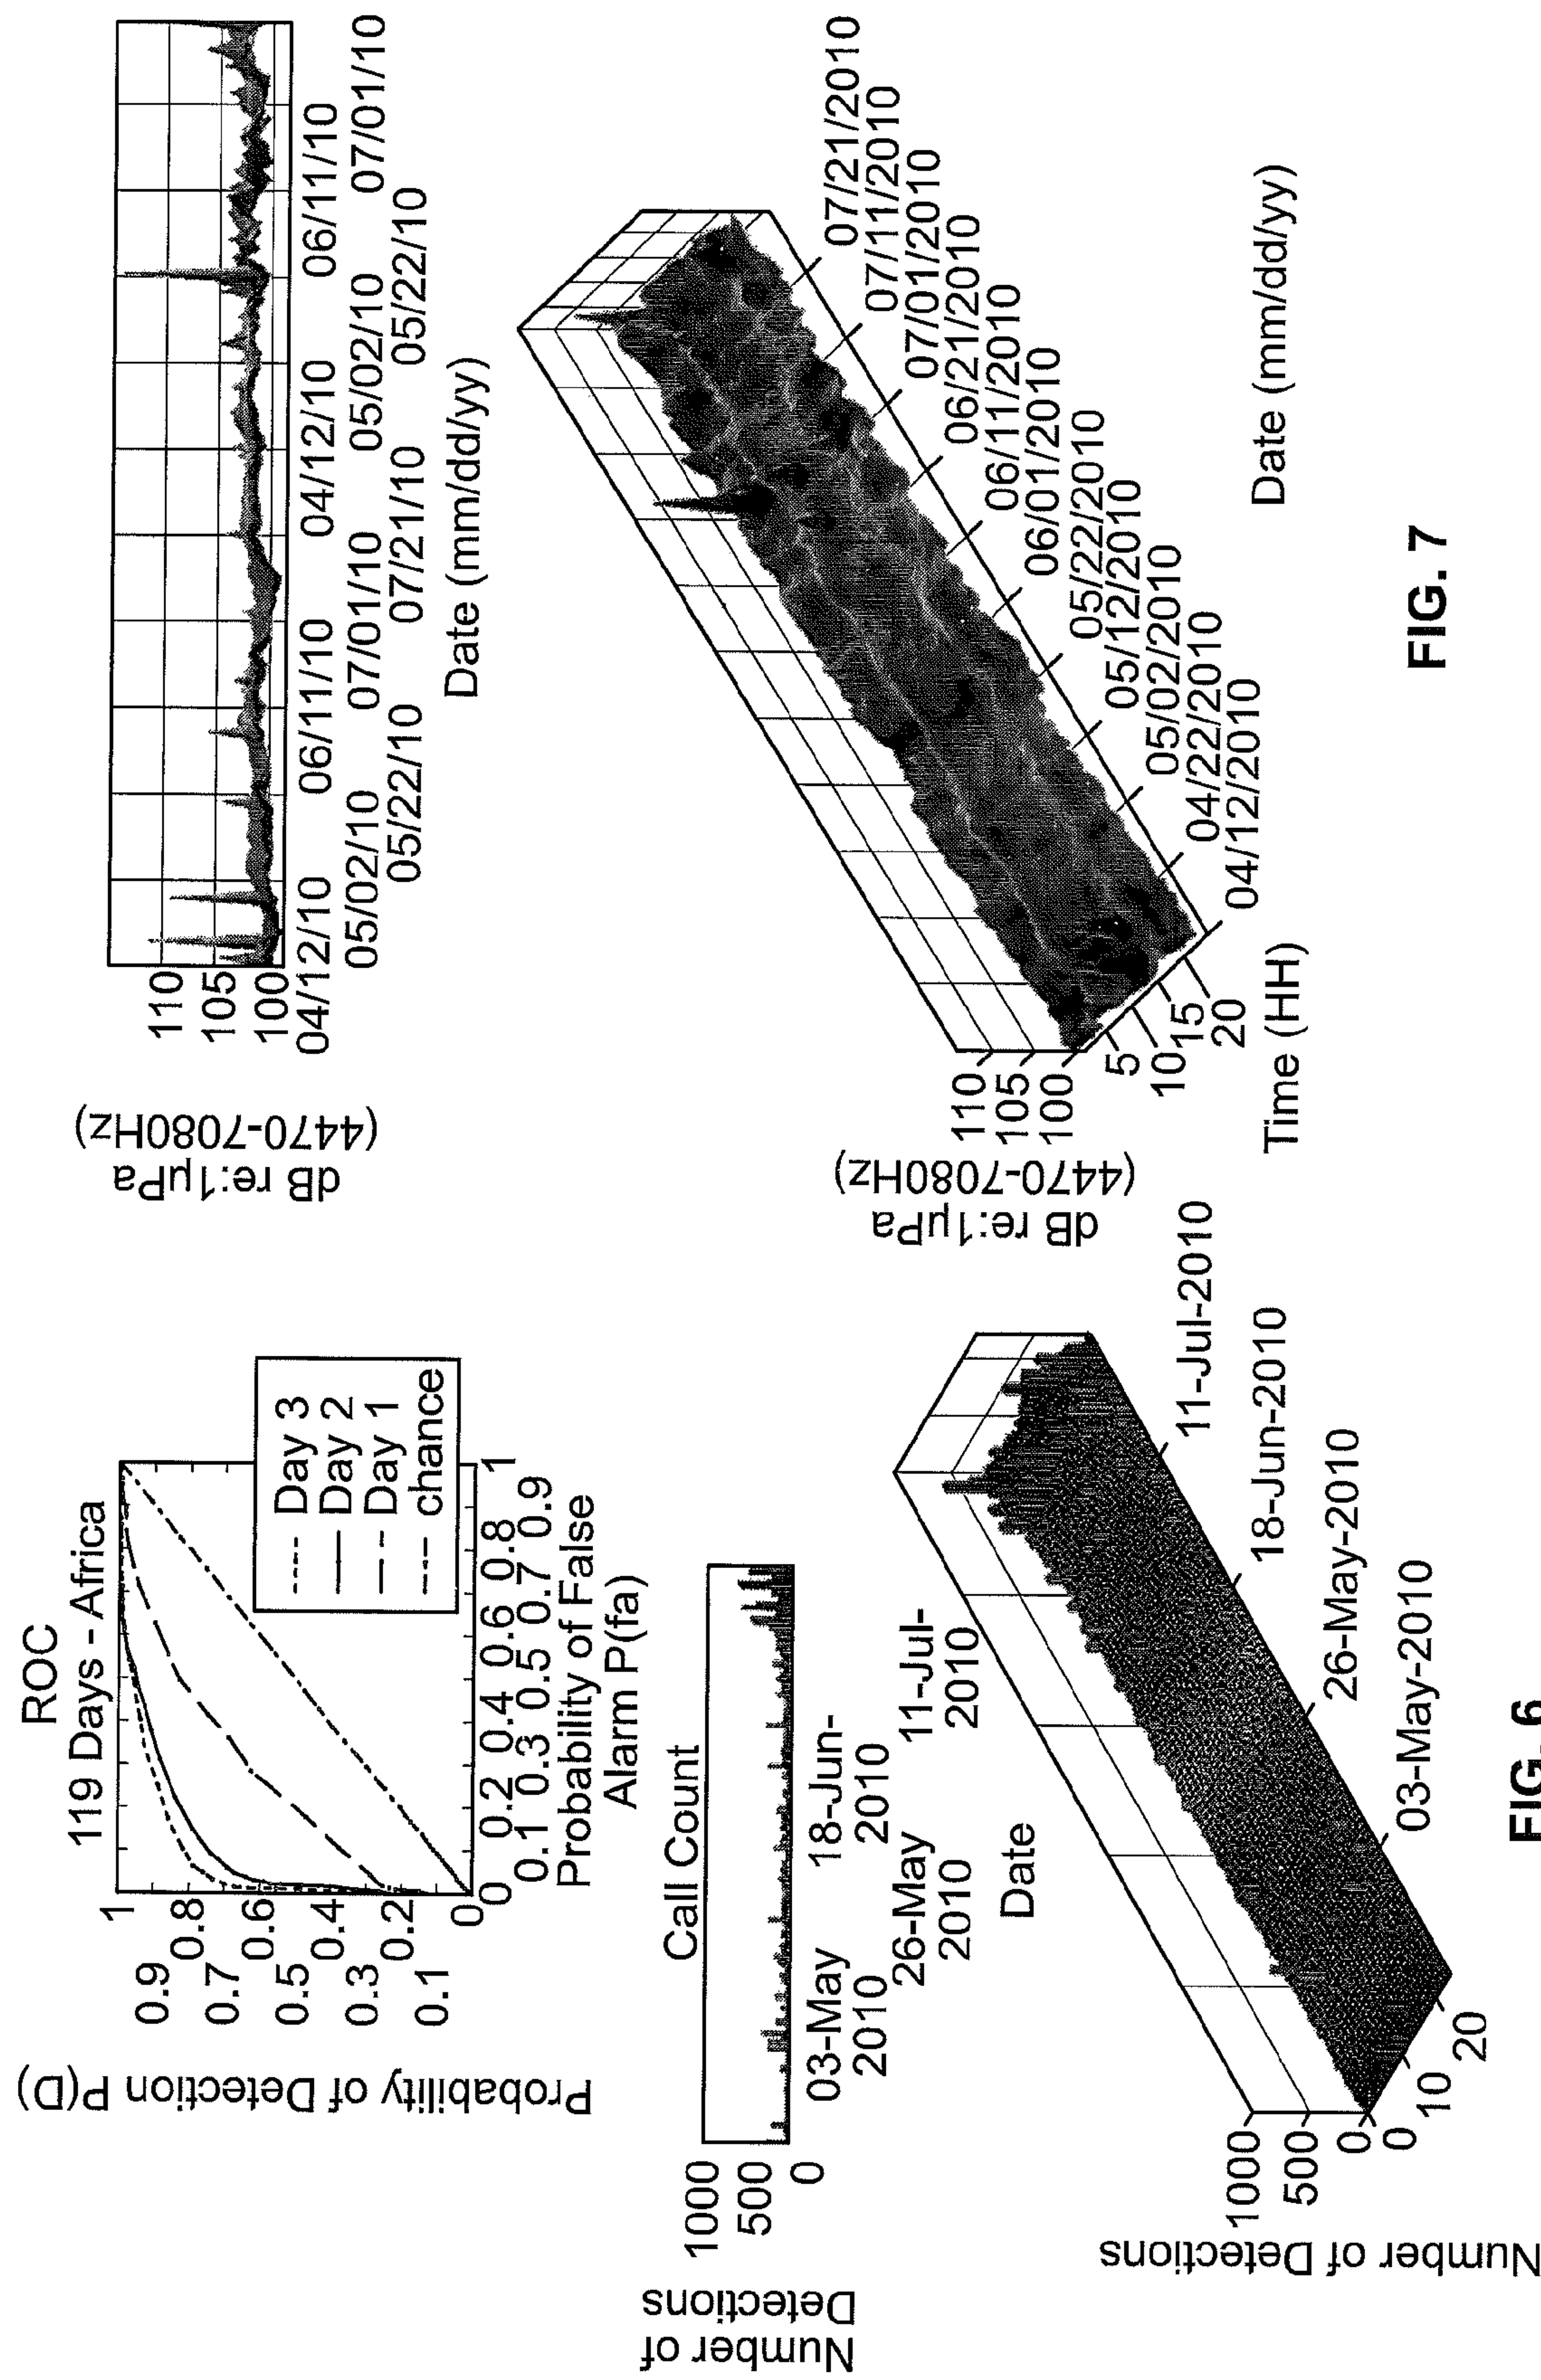 ROC
119 Days - Africa
Probability of Detection P(D)
1
0.9
0.8
0.7
0.6
0.5
0.4
0.3
0.2
0.1
0
Day 3
Day 2
Day 1
chance
0 0.2 0.4 0.6 0.8 1
0.1 0.3 0.5 0.7 0.9
Probability of False
Alarm P(fa)
Call Count
Number of
Detections
1000
500
0
03-May
2010
26-May
2010
18-Jun-
2010
11-Jul-
2010
Date
Number of Detections
1000
500
0
0
10
20
03-May-2010
26-May-2010
18-Jun-2010
11-Jul-2010
FIG. 6
dB re:1µPa
(4470-7080Hz)
110
105
100
04/12/10 06/11/10 04/12/10 06/11/10
05/02/10 07/01/10 05/02/10 07/01/10
05/22/10 07/21/10 05/22/10
Date (mm/dd/yy)
dB re:1µPa
(4470-7080Hz)
110
105
100
5
10
15
20
Time (HH)
04/12/2010
04/22/2010
05/02/2010
05/12/2010
05/22/2010
06/01/2010
06/11/2010
06/21/2010
07/01/2010
07/11/2010
07/21/2010
Date (mm/dd/yy)
FIG. 7